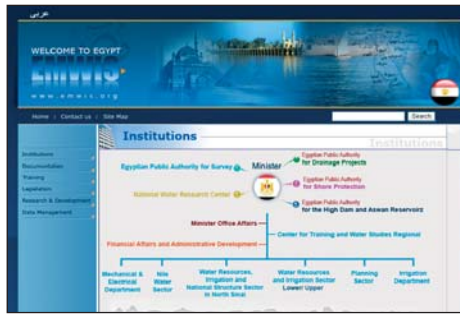 عربى
WELCOME TO EGYPT
EMWIS
www.emwis.org
Home | Contact us | Site Map
Search
Institutions
Institutions
Institutions
Documentation
Training
Legislation
Research & Development
Data Management
Egyptian Public Authority for Survey
National Water Research Center
Minister
Egyptian Public Authority
for Drainage Projects
Egyptian Public Authority
for Shore Protection
Egyptian Public Authority
for the High Dam and Aswan Reservoirs
Minister Office Affairs
Center for Training and Water Studies Regional
Financial Affairs and Administrative Development
Mechanical &
Electrical
Department
Nile
Water
Sector
Water Resources,
Irrigation and
National Structure Sector
in North Sinai
Water Resources
and Irrigation Sector
Lower Upper
Planning
Sector
Irrigation
Department